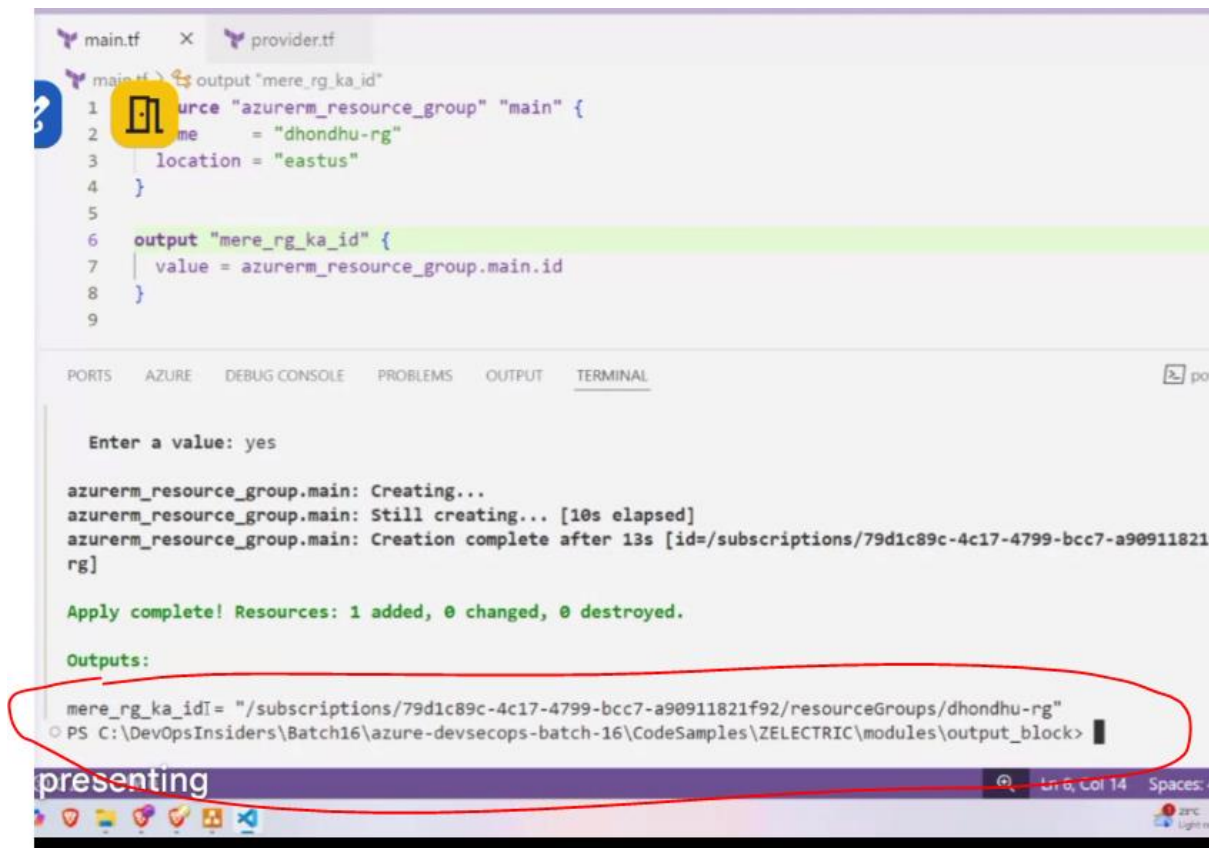 main.tf × provider.tf
output "mere_rg_ka_id"
1 urce "azurerm_resource_group" "main" {
2 me = "dhondhu-rg"
3 location = "eastus"
4 }
5
6 output "mere_rg_ka_id" {
7 value = azurerm_resource_group.main.id
8 }
9
PORTS AZURE DEBUG CONSOLE PROBLEMS OUTPUT TERMINAL
Enter a value: yes
azurerm_resource_group.main: Creating...
azurerm_resource_group.main: Still creating... [10s elapsed]
azurerm_resource_group.main: Creation complete after 13s [id=/subscriptions/79d1c89c-4c17-4799-bcc7-a90911821
rg]
Apply complete! Resources: 1 added, 0 changed, 0 destroyed.
Outputs:
mere_rg_ka_id = "/subscriptions/79d1c89c-4c17-4799-bcc7-a90911821f92/resourceGroups/dhondhu-rg"
PS C:\DevOpsInsiders\Batch16\azure-devsecops-batch-16\CodeSamples\ZELECTRIC\modules\output_block>
presenting
Ln 6, Col 14 Spaces: